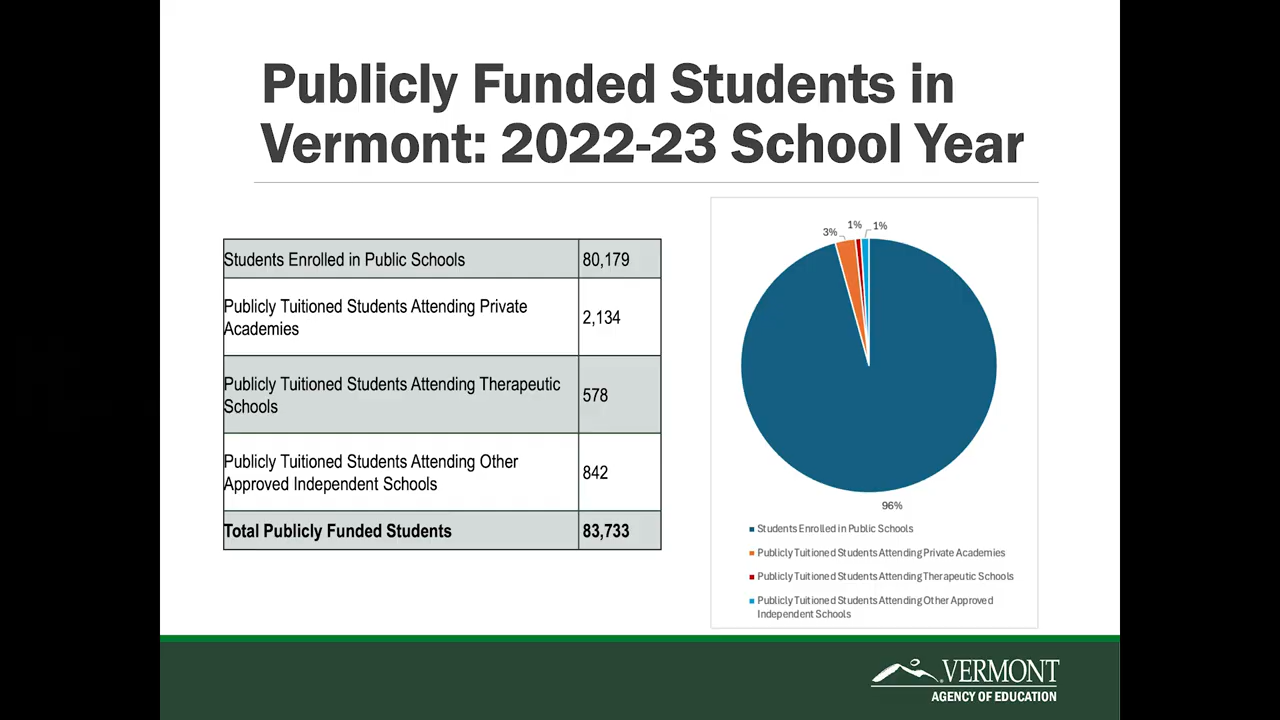 Publicly Funded Students in
Vermont: 2022-23 School Year
Students Enrolled in Public Schools 80,179
Publicly Tuitioned Students Attending Private
Academies
2,134
Publicly Tuitioned Students Attending Therapeutic
Schools
578
Publicly Tuitioned Students Attending Other
Approved Independent Schools
842
Total Publicly Funded Students 83,733
3% 1% 1%
96%
Students Enrolled in Public Schools
Publicly Tuitioned Students Attending Private Academies
Publicly Tuitioned Students Attending Therapeutic Schools
Publicly Tuitioned Students Attending Other Approved
Independent Schools
VERMONT
AGENCY OF EDUCATION